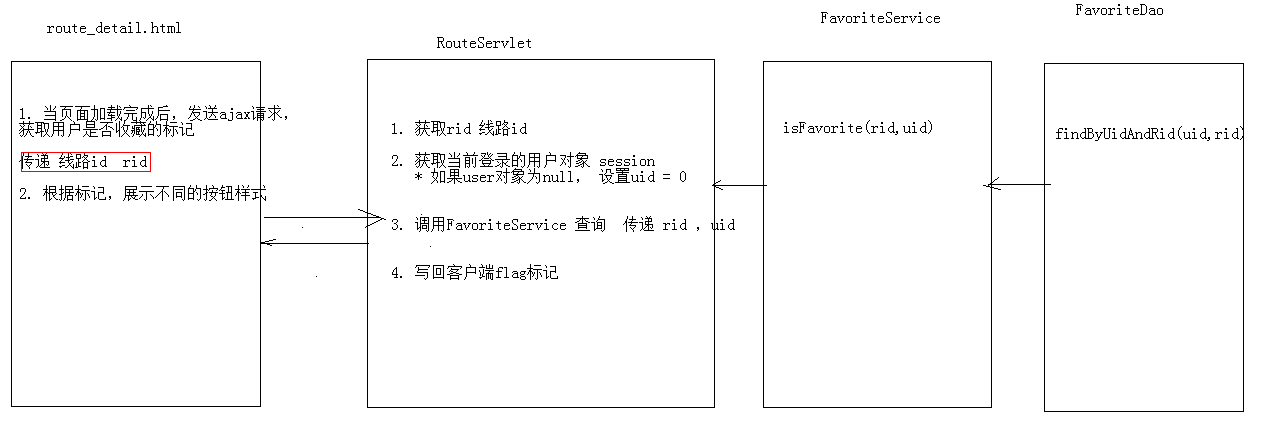 route_detail.html
1. 当页面加载完成后，发送ajax请求，
获取用户是否收藏的标记
传递 线路id rid
2. 根据标记，展示不同的按钮样式
RouteServlet
1. 获取rid 线路id
2. 获取当前登录的用户对象 session
* 如果user对象为null， 设置uid = 0
3. 调用FavoriteService 查询 传递 rid ，uid
4. 写回客户端flag标记
FavoriteService
isFavorite(rid,uid)
FavoriteDao
findByUidAndRid(uid,rid)